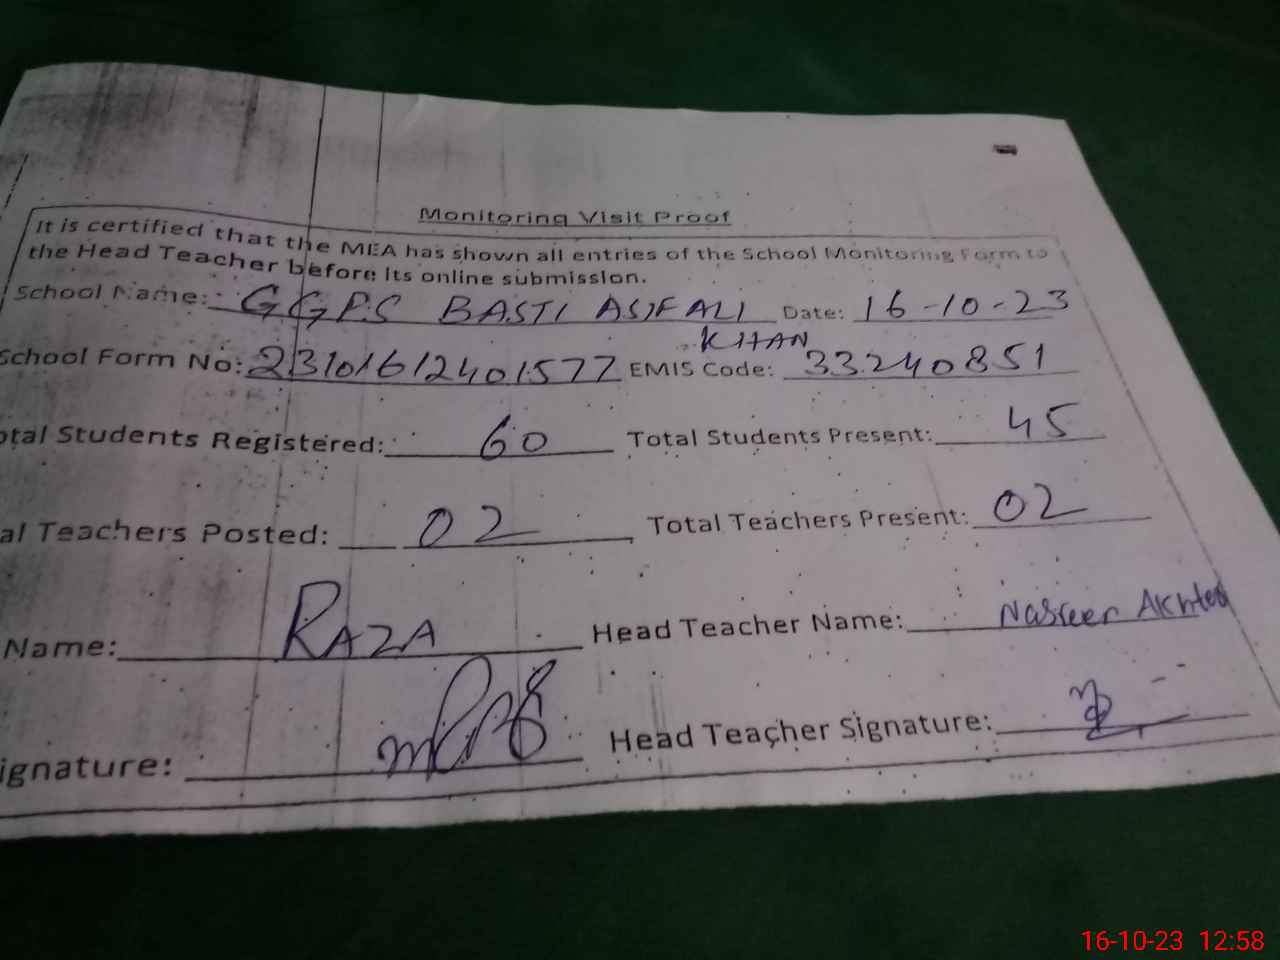 Monitoring Visit Proof
It is certified that the MEA has shown all entries of the School Monitoring Form to
the Head Teacher before its online submission.
School Name: GGPS BASTI ASIF ALI KHAN Date: 16-10-23
School Form No: 23101612401577 EMIS Code: 33240851
otal Students Registered: 60 Total Students Present: 45
al Teachers Posted: 02 Total Teachers Present: 02
Name: RAZA Head Teacher Name: Nasreen Akhter
ignature: Head Teacher Signature:
16-10-23 12:58